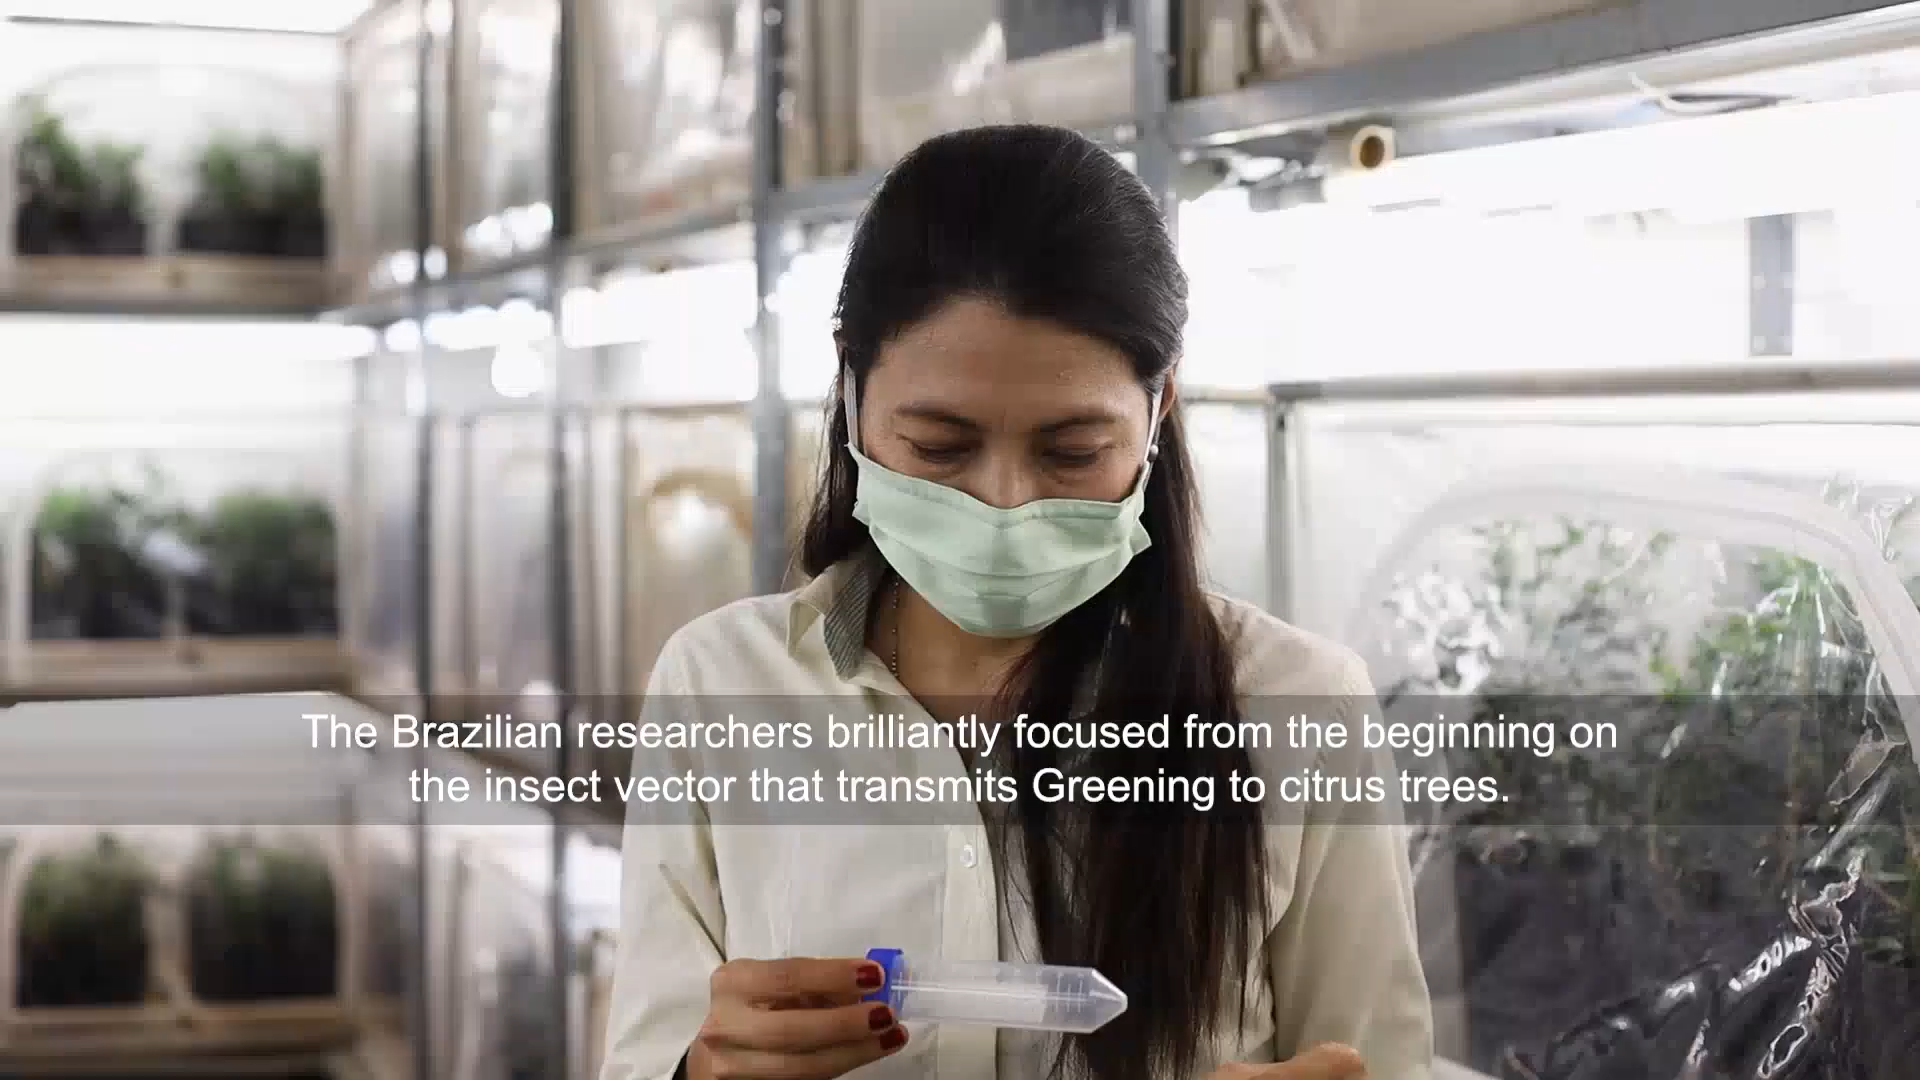 The Brazilian researchers brilliantly focused from the beginning on
the insect vector that transmits Greening to citrus trees.